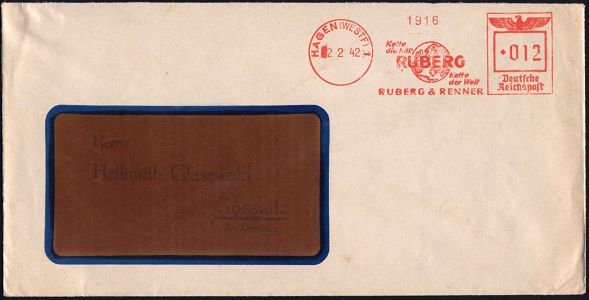 1916
HAGEN (WESTF) 1
2 2 42
Kette
die hält
RUBERG
Kette
der Welt
RUBERG & RENNER
012
Deutsche
Reichspost
Herrn
Hellmuth Glasewald
Gössnitz